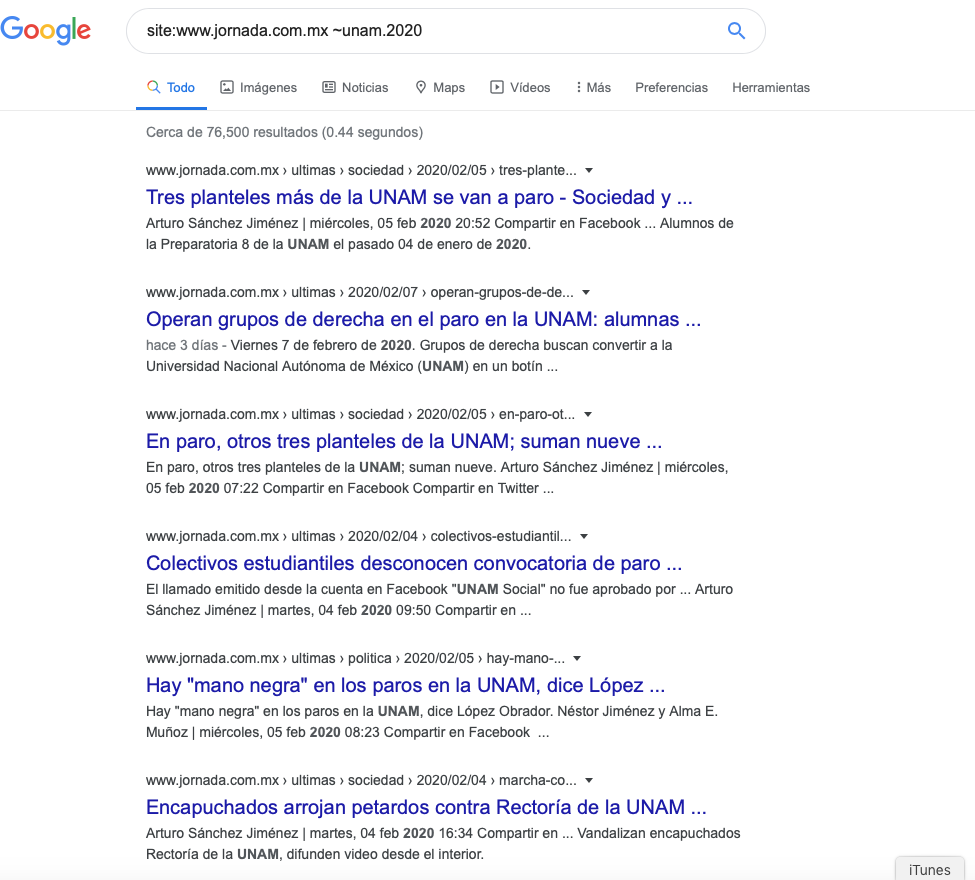 Google
site:www.jornada.com.mx ~unam.2020
Todo Imágenes Noticias Maps Vídeos Más Preferencias Herramientas
Cerca de 76,500 resultados (0.44 segundos)
www.jornada.com.mx › ultimas › sociedad › 2020/02/05 › tres-plante...
Tres planteles más de la UNAM se van a paro - Sociedad y ...
Arturo Sánchez Jiménez | miércoles, 05 feb 2020 20:52 Compartir en Facebook ... Alumnos de
la Preparatoria 8 de la UNAM el pasado 04 de enero de 2020.
www.jornada.com.mx › ultimas › 2020/02/07 › operan-grupos-de-de...
Operan grupos de derecha en el paro en la UNAM: alumnas ...
hace 3 días - Viernes 7 de febrero de 2020. Grupos de derecha buscan convertir a la
Universidad Nacional Autónoma de México (UNAM) en un botín ...
www.jornada.com.mx › ultimas › sociedad › 2020/02/05 › en-paro-ot...
En paro, otros tres planteles de la UNAM; suman nueve ...
En paro, otros tres planteles de la UNAM; suman nueve. Arturo Sánchez Jiménez | miércoles,
05 feb 2020 07:22 Compartir en Facebook Compartir en Twitter ...
www.jornada.com.mx › ultimas › 2020/02/04 › colectivos-estudiantil...
Colectivos estudiantiles desconocen convocatoria de paro ...
El llamado emitido desde la cuenta en Facebook "UNAM Social" no fue aprobado por ... Arturo
Sánchez Jiménez | martes, 04 feb 2020 09:50 Compartir en ...
www.jornada.com.mx › ultimas › politica › 2020/02/05 › hay-mano-...
Hay "mano negra" en los paros en la UNAM, dice López ...
Hay "mano negra" en los paros en la UNAM, dice López Obrador. Néstor Jiménez y Alma E.
Muñoz | miércoles, 05 feb 2020 08:23 Compartir en Facebook ...
www.jornada.com.mx › ultimas › sociedad › 2020/02/04 › marcha-co...
Encapuchados arrojan petardos contra Rectoría de la UNAM ...
Arturo Sánchez Jiménez | martes, 04 feb 2020 16:34 Compartir en ... Vandalizan encapuchados
Rectoría de la UNAM, difunden video desde el interior.
iTunes